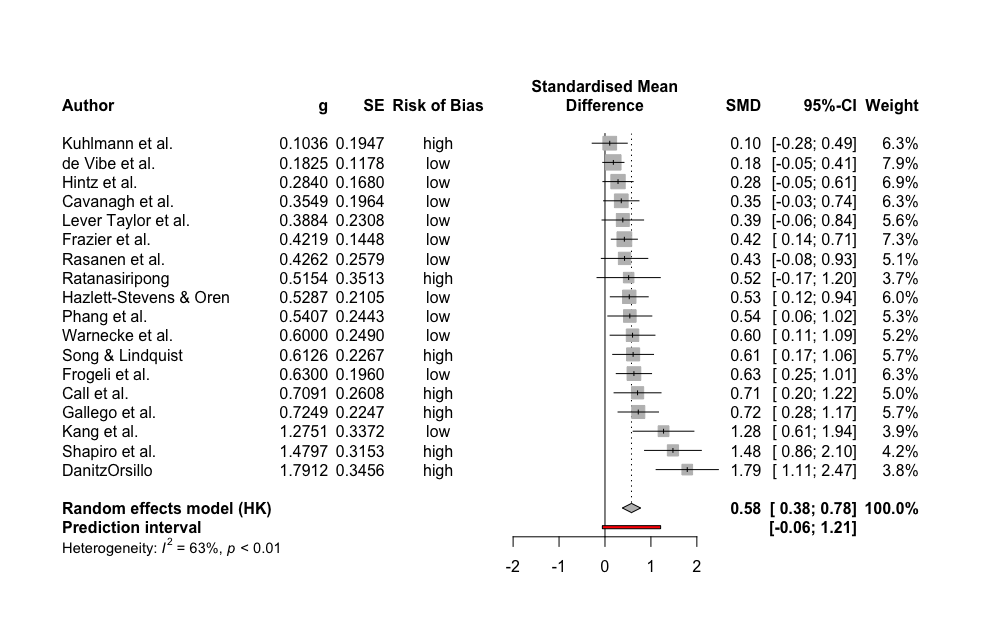 Standardised Mean
Author g SE Risk of Bias Difference SMD 95%-CI Weight
Kuhlmann et al. 0.1036 0.1947 high 0.10 [-0.28; 0.49] 6.3%
de Vibe et al. 0.1825 0.1178 low 0.18 [-0.05; 0.41] 7.9%
Hintz et al. 0.2840 0.1680 low 0.28 [-0.05; 0.61] 6.9%
Cavanagh et al. 0.3549 0.1964 low 0.35 [-0.03; 0.74] 6.3%
Lever Taylor et al. 0.3884 0.2308 low 0.39 [-0.06; 0.84] 5.6%
Frazier et al. 0.4219 0.1448 low 0.42 [ 0.14; 0.71] 7.3%
Rasanen et al. 0.4262 0.2579 low 0.43 [-0.08; 0.93] 5.1%
Ratanasiripong 0.5154 0.3513 high 0.52 [-0.17; 1.20] 3.7%
Hazlett-Stevens & Oren 0.5287 0.2105 low 0.53 [ 0.12; 0.94] 6.0%
Phang et al. 0.5407 0.2443 low 0.54 [ 0.06; 1.02] 5.3%
Warnecke et al. 0.6000 0.2490 low 0.60 [ 0.11; 1.09] 5.2%
Song & Lindquist 0.6126 0.2267 high 0.61 [ 0.17; 1.06] 5.7%
Frogeli et al. 0.6300 0.1960 low 0.63 [ 0.25; 1.01] 6.3%
Call et al. 0.7091 0.2608 high 0.71 [ 0.20; 1.22] 5.0%
Gallego et al. 0.7249 0.2247 high 0.72 [ 0.28; 1.17] 5.7%
Kang et al. 1.2751 0.3372 low 1.28 [ 0.61; 1.94] 3.9%
Shapiro et al. 1.4797 0.3153 high 1.48 [ 0.86; 2.10] 4.2%
DanitzOrsillo 1.7912 0.3456 high 1.79 [ 1.11; 2.47] 3.8%
Random effects model (HK) 0.58 [ 0.38; 0.78] 100.0%
Prediction interval [-0.06; 1.21]
Heterogeneity: I² = 63%, p < 0.01
-2 -1 0 1 2